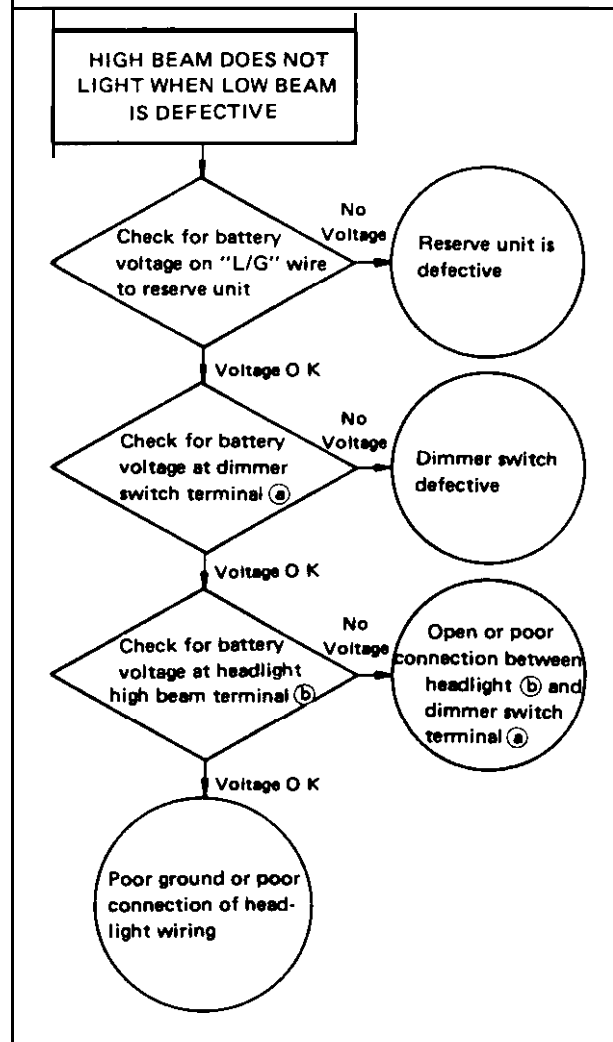 HIGH BEAM DOES NOT
LIGHT WHEN LOW BEAM
IS DEFECTIVE
Check for battery
voltage on "L/G" wire
to reserve unit
No
Voltage
Reserve unit is
defective
Voltage O K
Check for battery
voltage at dimmer
switch terminal ⓐ
No
Voltage
Dimmer switch
defective
Voltage O K
Check for battery
voltage at headlight
high beam terminal ⓑ
No
Voltage
Open or poor
connection between
headlight ⓑ and
dimmer switch
terminal ⓐ
Voltage O K
Poor ground or poor
connection of head-
light wiring